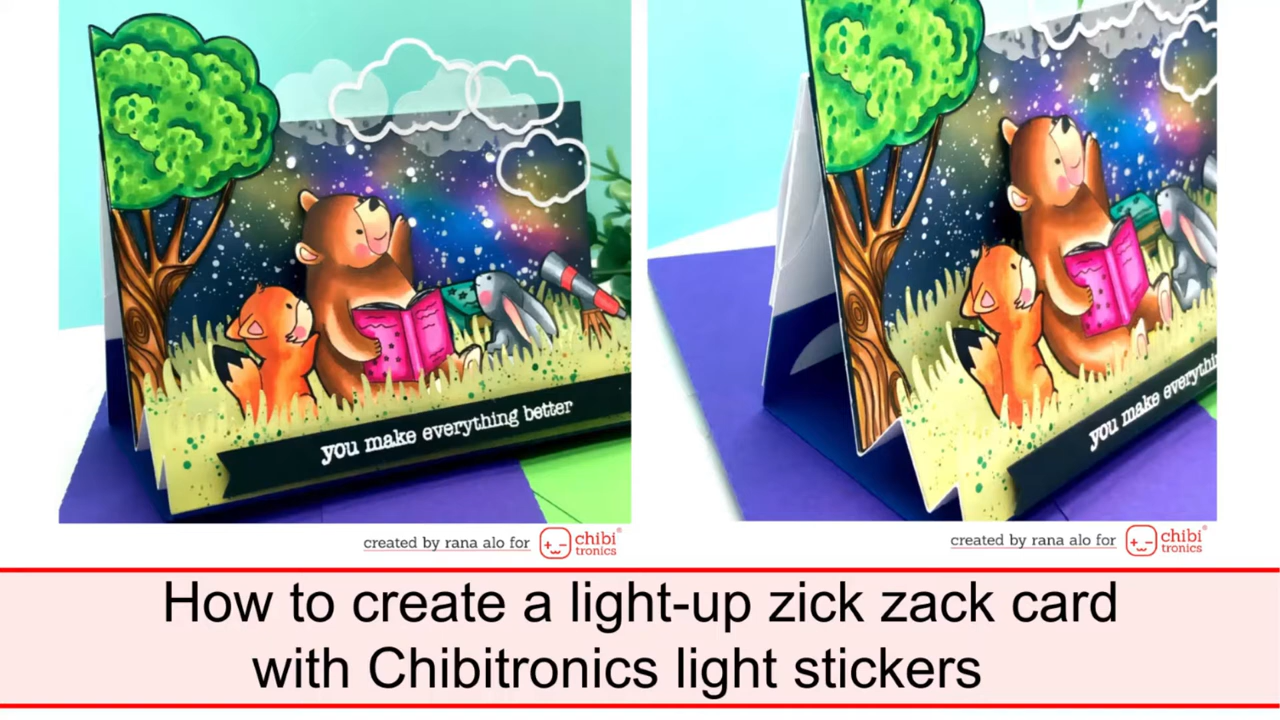 you make everything better
you make everythin
created by rana alo for
chibi
tronics
created by rana alo for
chibi
tronics
How to create a light-up zick zack card
with Chibitronics light stickers